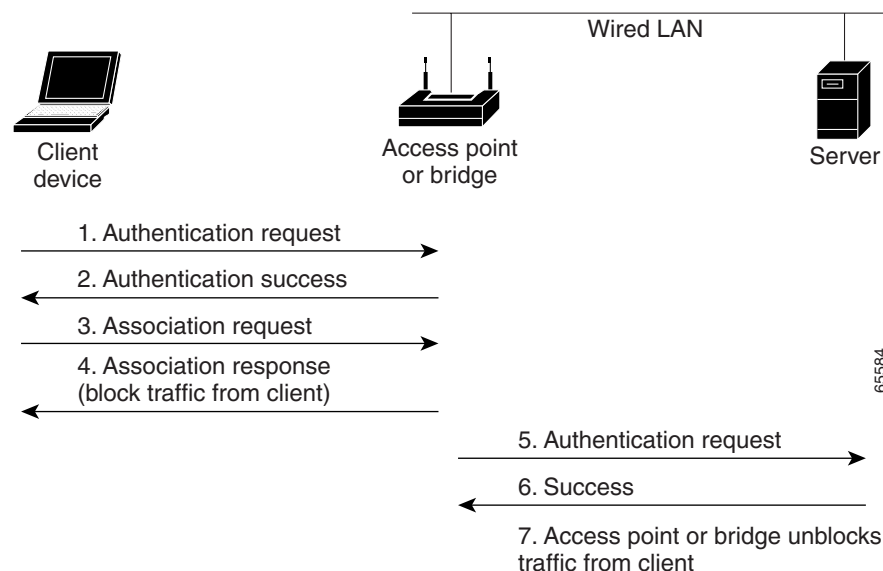 Wired LAN
Client
device
Access point
or bridge
Server
1. Authentication request
2. Authentication success
3. Association request
4. Association response
(block traffic from client)
65584
5. Authentication request
6. Success
7. Access point or bridge unblocks
traffic from client